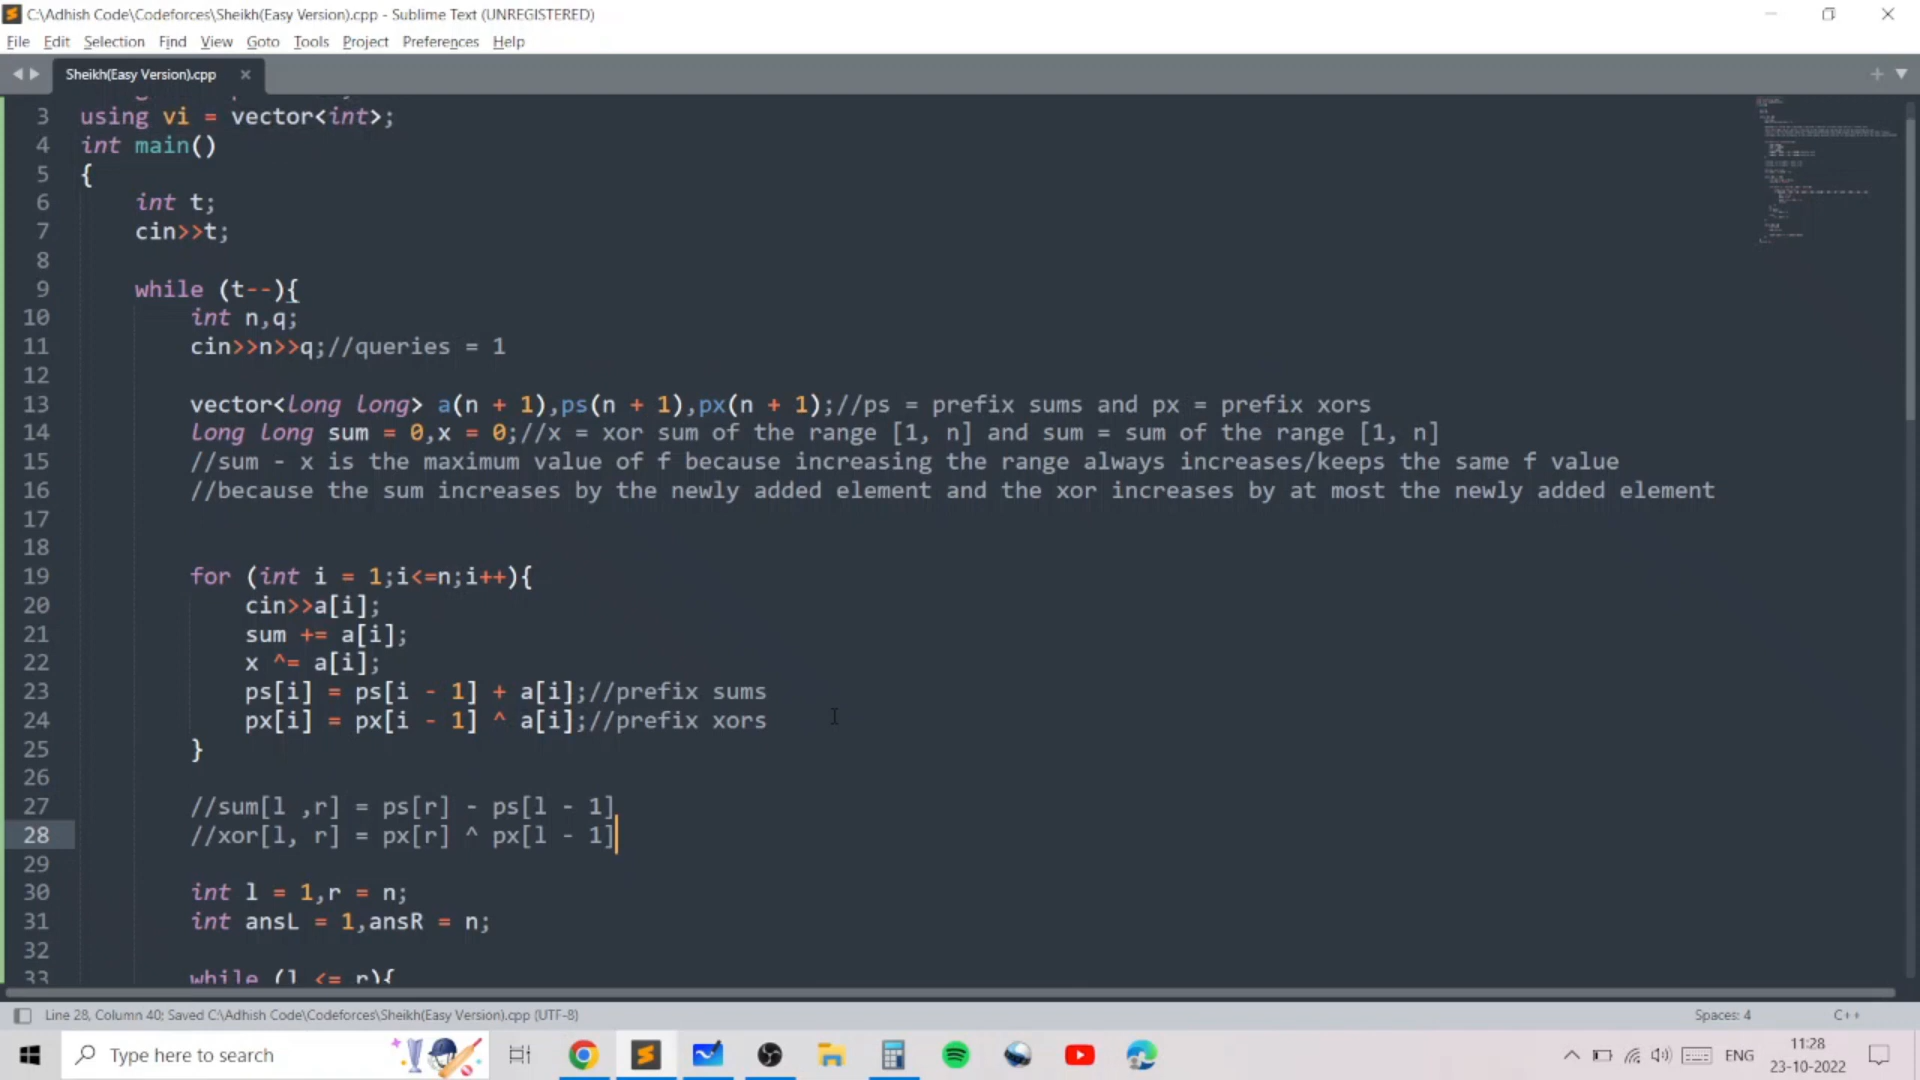 C:\Adhish Code\Codeforces\Sheikh(Easy Version).cpp - Sublime Text (UNREGISTERED)
File Edit Selection Find View Goto Tools Project Preferences Help
Sheikh(Easy Version).cpp
3 using vi = vector<int>;
4 int main()
5 {
6 int t;
7 cin>>t;
8
9 while (t--){
10 int n,q;
11 cin>>n>>q;//queries = 1
12
13 vector<long long> a(n + 1),ps(n + 1),px(n + 1);//ps = prefix sums and px = prefix xors
14 long long sum = 0,x = 0;//x = xor sum of the range [1, n] and sum = sum of the range [1, n]
15 //sum - x is the maximum value of f because increasing the range always increases/keeps the same f value
16 //because the sum increases by the newly added element and the xor increases by at most the newly added element
17
18
19 for (int i = 1;i<=n;i++){
20 cin>>a[i];
21 sum += a[i];
22 x ^= a[i];
23 ps[i] = ps[i - 1] + a[i];//prefix sums
24 px[i] = px[i - 1] ^ a[i];//prefix xors
25 }
26
27 //sum[l ,r] = ps[r] - ps[l - 1]
28 //xor[l, r] = px[r] ^ px[l - 1]
29
30 int l = 1,r = n;
31 int ansL = 1,ansR = n;
32
33 while (l <= r){
Line 28, Column 40; Saved C:\Adhish Code\Codeforces\Sheikh(Easy Version).cpp (UTF-8) Spaces: 4 C++
Type here to search ENG 11:28
23-10-2022